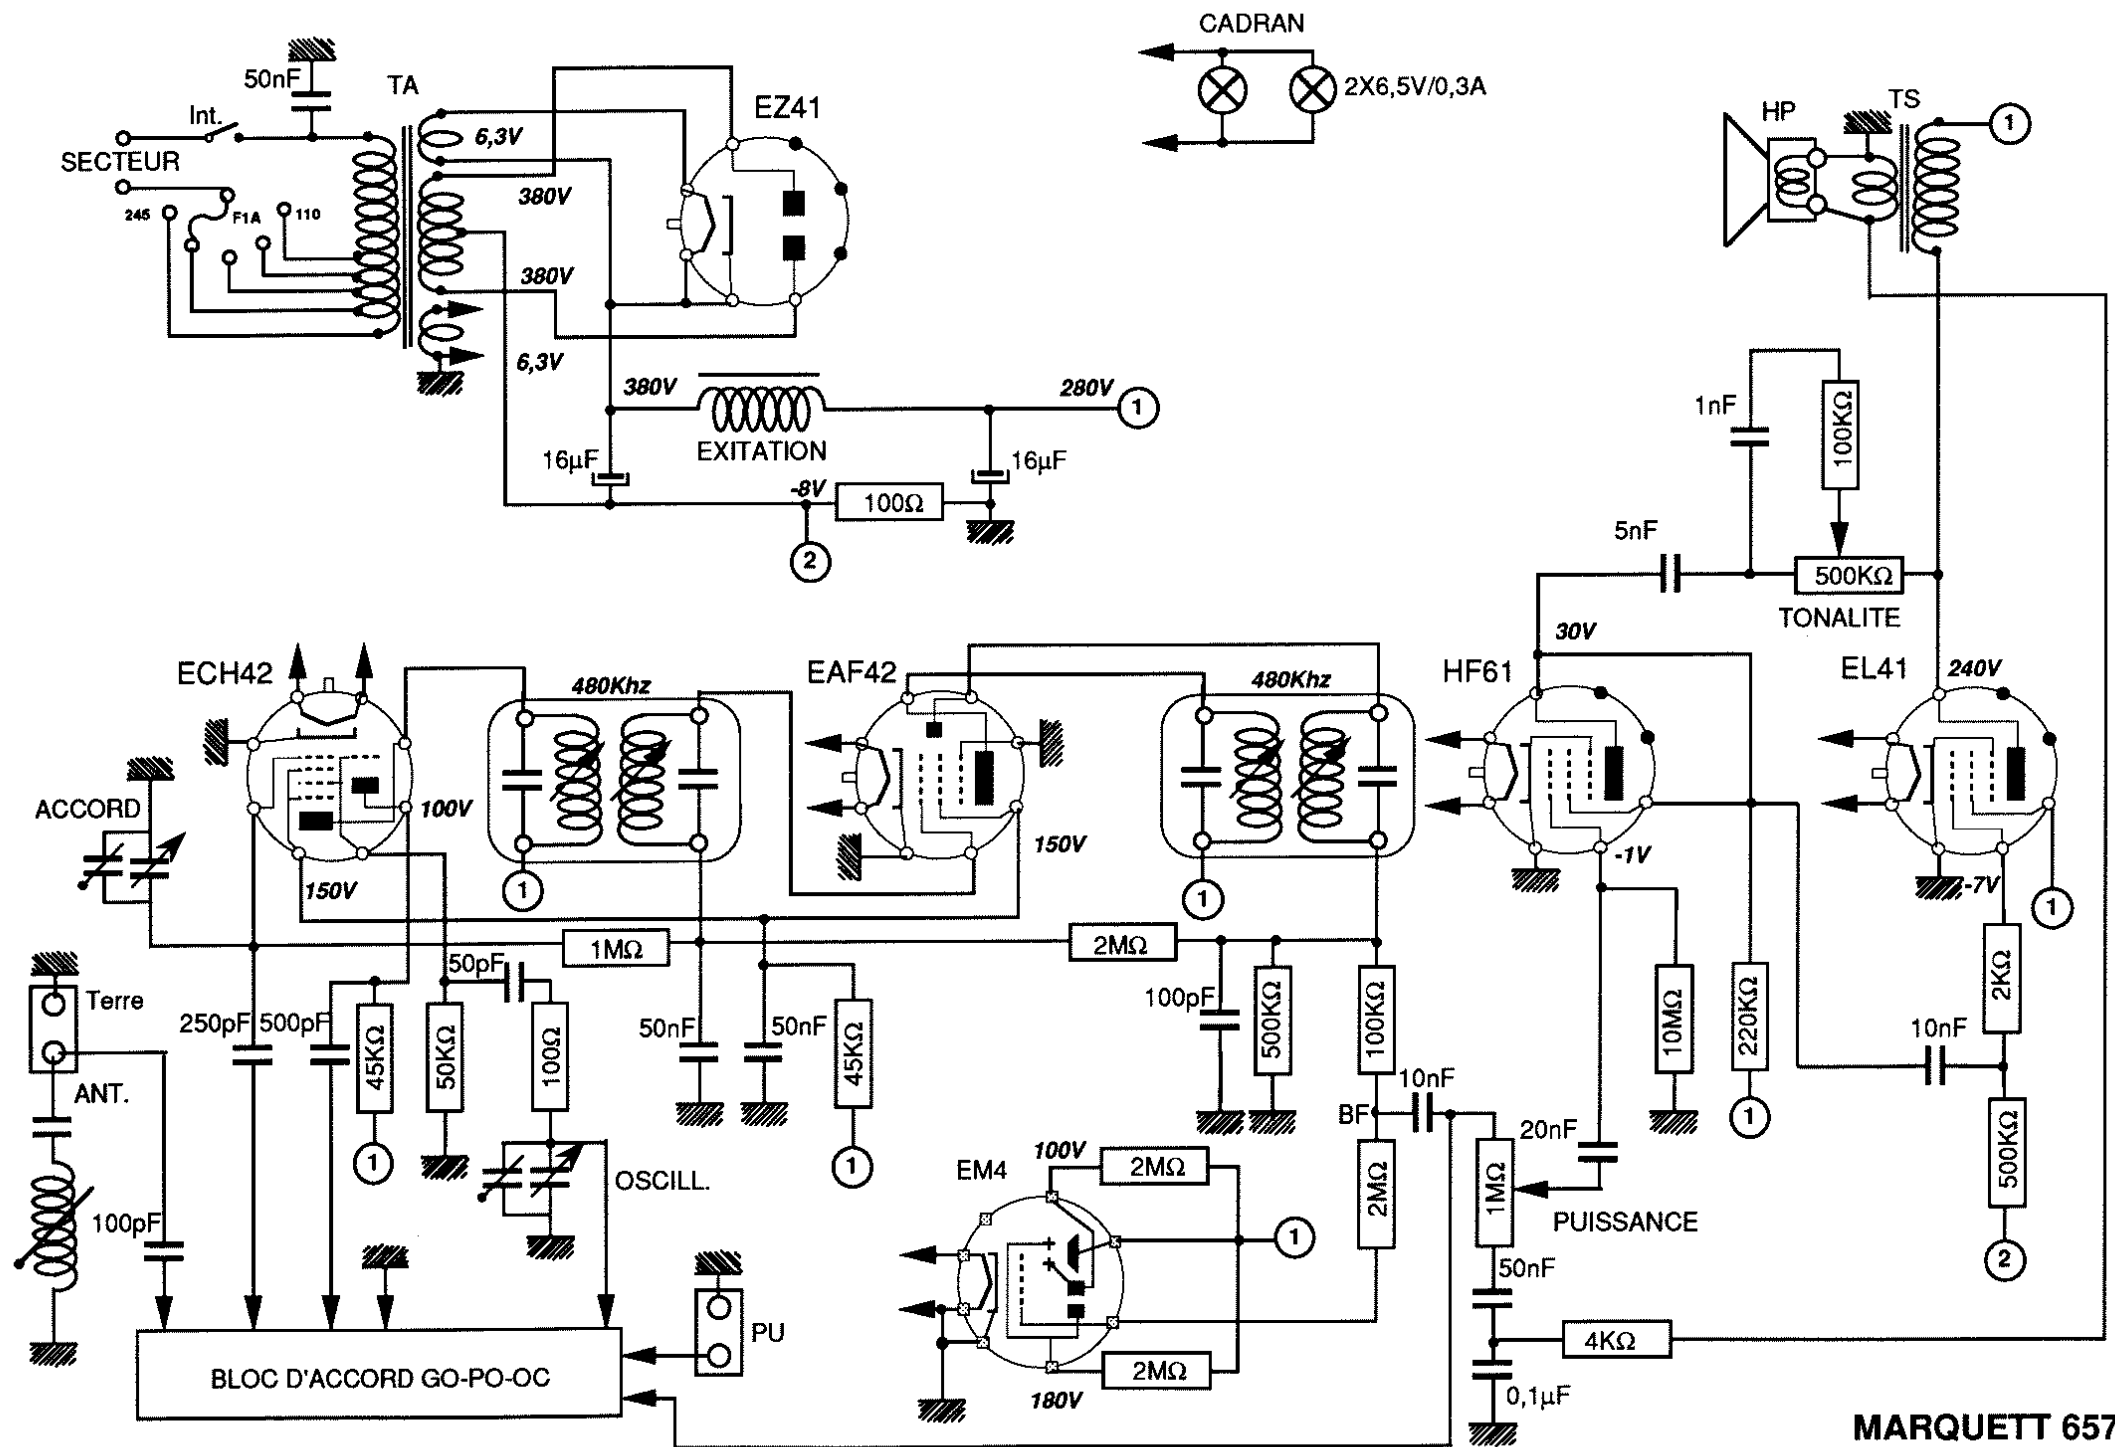 CADRAN
2X6,5V/0,3A
50nF
TA
Int.
SECTEUR
245
F1A
110
6,3V
380V
380V
6,3V
EZ41
HP
TS
1
380V
280V
1
EXITATION
16µF
16µF
-8V
100Ω
2
1nF
100KΩ
5nF
500KΩ
TONALITE
ECH42
480Khz
EAF42
480Khz
HF61
30V
EL41
240V
ACCORD
100V
150V
1
150V
1
-1V
-7V
1
1MΩ
2MΩ
Terre
ANT.
250pF
500pF
45KΩ
50KΩ
50pF
100Ω
50nF
50nF
45KΩ
100pF
500KΩ
100KΩ
10MΩ
220KΩ
2KΩ
10nF
1
1
1
OSCILL.
BF
10nF
20nF
500KΩ
2
EM4
100V
2MΩ
1
2MΩ
1MΩ
PUISSANCE
100pF
50nF
4KΩ
0,1µF
PU
2MΩ
180V
BLOC D'ACCORD GO-PO-OC
MARQUETT 657